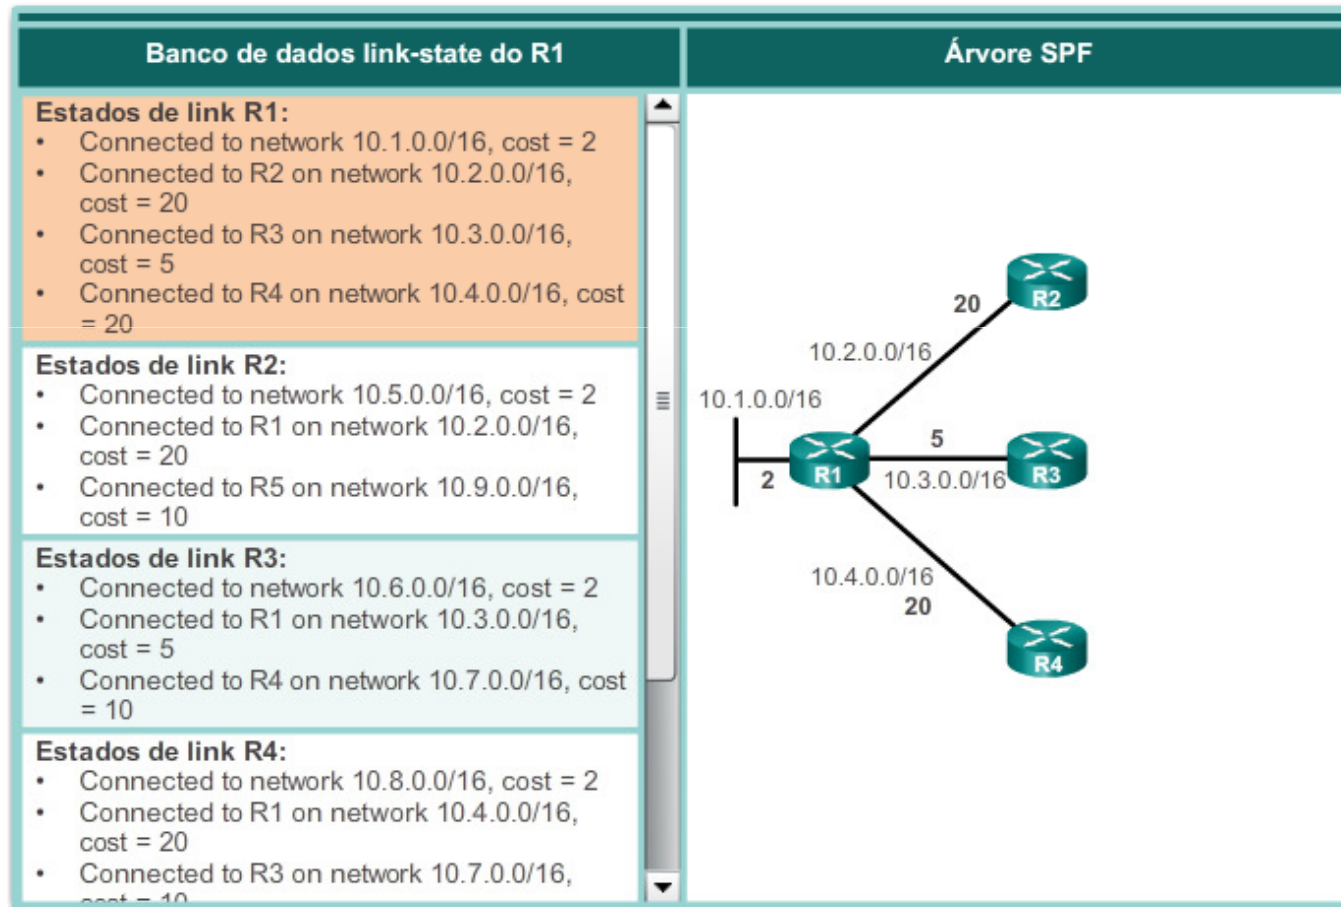 Banco de dados link-state do R1
Árvore SPF
Estados de link R1:
• Connected to network 10.1.0.0/16, cost = 2
• Connected to R2 on network 10.2.0.0/16,
cost = 20
• Connected to R3 on network 10.3.0.0/16,
cost = 5
• Connected to R4 on network 10.4.0.0/16, cost
= 20
Estados de link R2:
• Connected to network 10.5.0.0/16, cost = 2
• Connected to R1 on network 10.2.0.0/16,
cost = 20
• Connected to R5 on network 10.9.0.0/16,
cost = 10
Estados de link R3:
• Connected to network 10.6.0.0/16, cost = 2
• Connected to R1 on network 10.3.0.0/16,
cost = 5
• Connected to R4 on network 10.7.0.0/16, cost
= 10
Estados de link R4:
• Connected to network 10.8.0.0/16, cost = 2
• Connected to R1 on network 10.4.0.0/16,
cost = 20
• Connected to R3 on network 10.7.0.0/16,
cost = 10
R2
20
10.2.0.0/16
10.1.0.0/16
5
2
R1
10.3.0.0/16
R3
10.4.0.0/16
20
R4